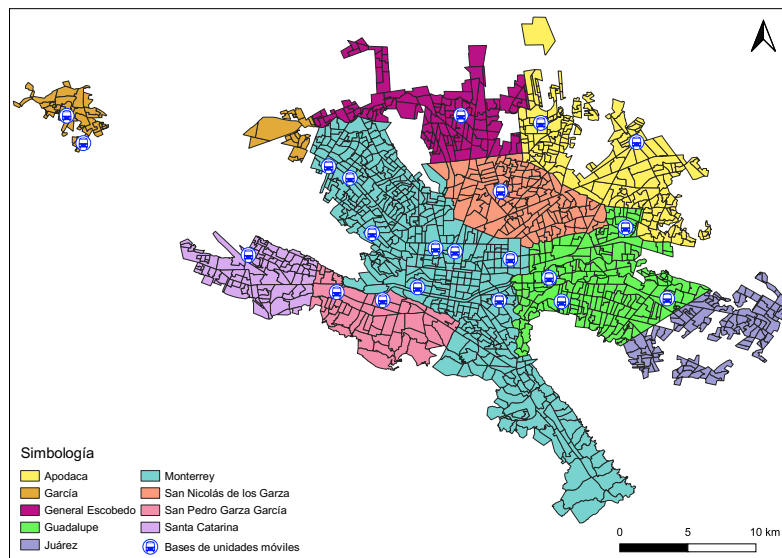 Simbología
Apodaca
García
General Escobedo
Guadalupe
Juárez
Monterrey
San Nicolás de los Garza
San Pedro Garza García
Santa Catarina
Bases de unidades móviles
0 5 10 km